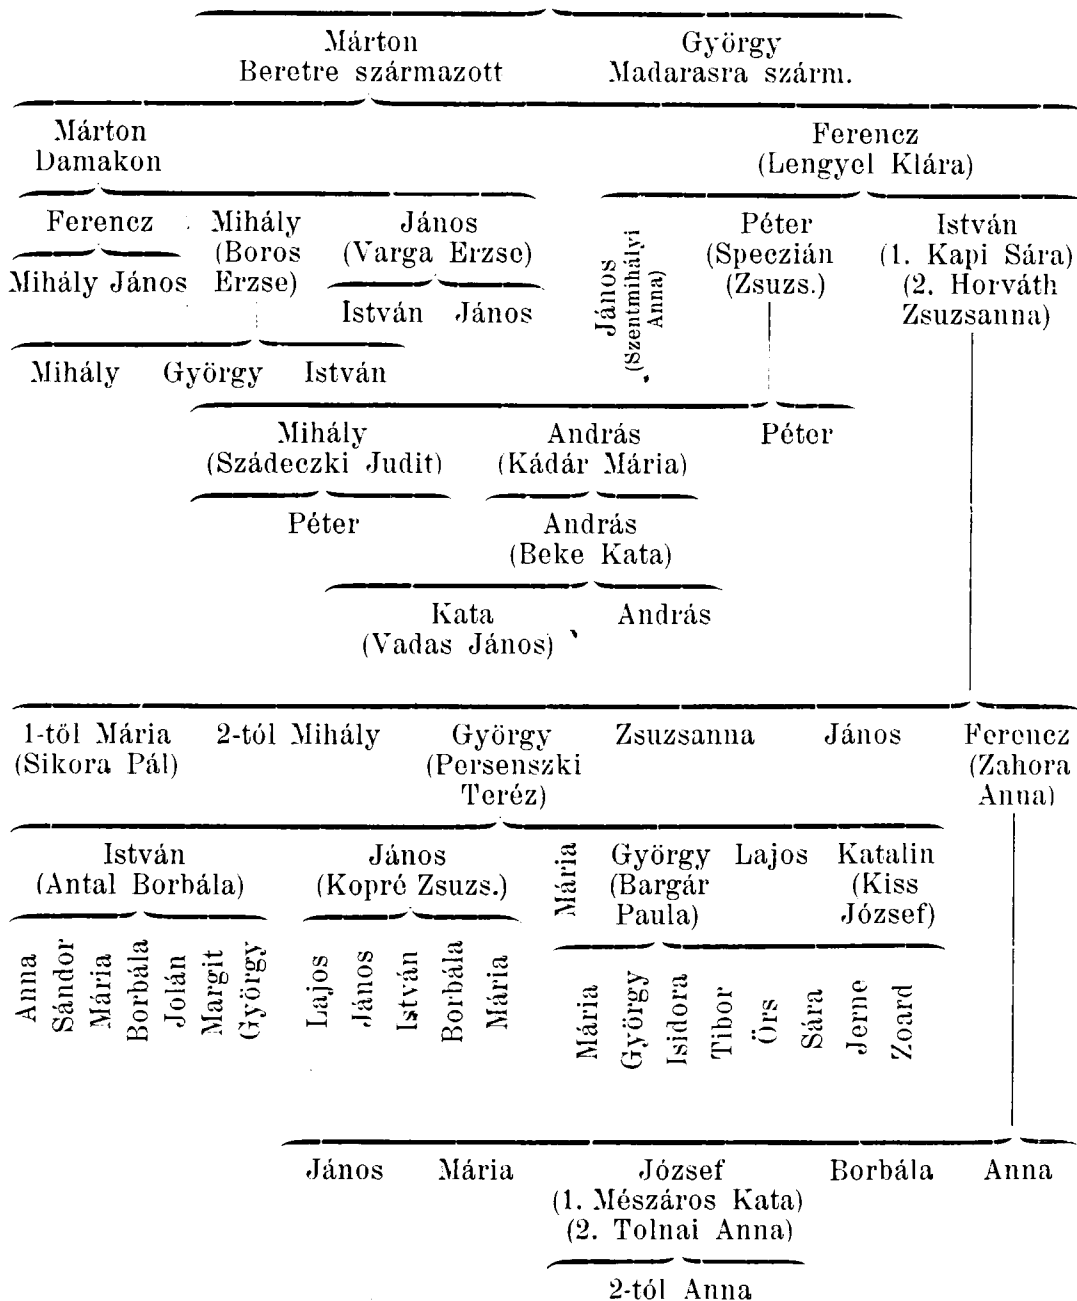 Márton György
Beretre származott Madarasra szárm.
Márton Ferencz
Damakon (Lengyel Klára)
Ferencz Mihály János Péter István
(Boros (Varga Erzse) (Speczián (1. Kapi Sára)
Mihály János Erzse) (Zsuzs.) (2. Horváth
István János Zsuzsanna)
János
(Szentmihályi
Anna)
Mihály György István
Mihály András Péter
(Szádeczki Judit) (Kádár Mária)
Péter András
(Beke Kata)
Kata András
(Vadas János)
1-től Mária 2-tól Mihály György Zsuzsanna János Ferencz
(Sikora Pál) (Persenszki (Zahora
Teréz) Anna)
István János Mária György Lajos Katalin
(Antal Borbála) (Kopré Zsuzs.) (Bargár (Kiss
Paula) József)
Anna
Sándor
Mária
Borbála
Jolán
Margit
György
Lajos
János
István
Borbála
Mária
Mária
György
Isidora
Tibor
Örs
Sára
Jerne
Zoard
János Mária József Borbála Anna
(1. Mészáros Kata)
(2. Tolnai Anna)
2-tól Anna